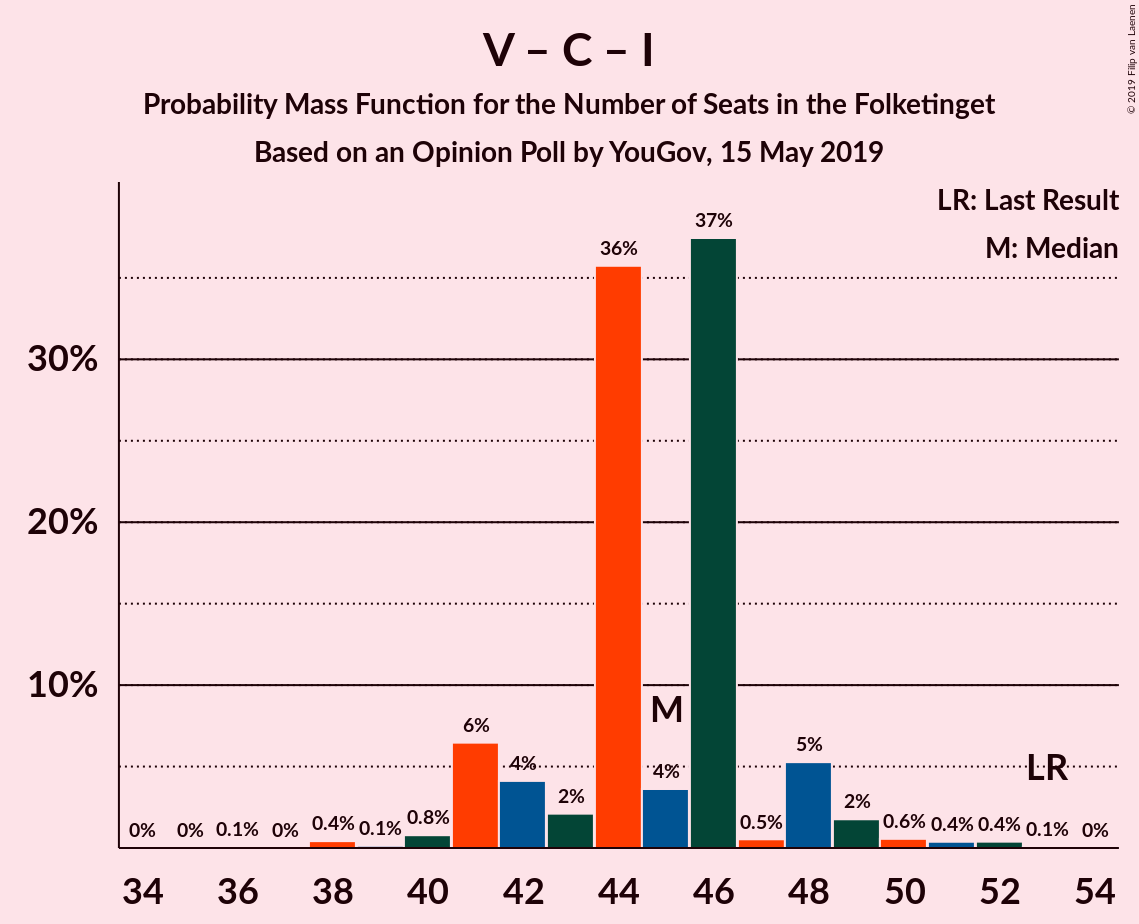 V – C – I
Probability Mass Function for the Number of Seats in the Folketinget
Based on an Opinion Poll by YouGov, 15 May 2019
© 2019 Filip van Laenen
LR: Last Result
M: Median
30%
20%
10%
0%
0%
0.1%
0%
0.4%
0.1%
0.8%
6%
4%
2%
36%
4%
37%
0.5%
5%
2%
0.6%
0.4%
0.4%
0.1%
0%
M
LR
34 36 38 40 42 44 46 48 50 52 54